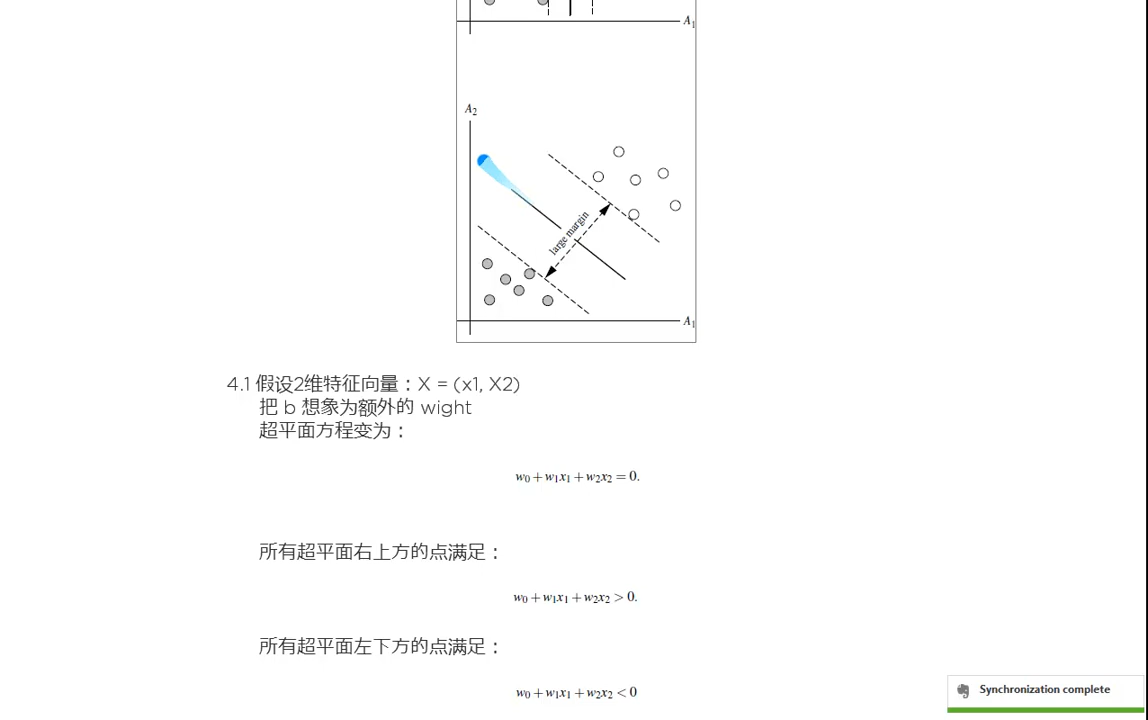 A₁
A₂
large margin
A₁
4.1 假设2维特征向量：X = (x1, X2)
把 b 想象为额外的 wight
超平面方程变为：
w₀ + w₁x₁ + w₂x₂ = 0.
所有超平面右上方的点满足：
w₀ + w₁x₁ + w₂x₂ > 0.
所有超平面左下方的点满足：
w₀ + w₁x₁ + w₂x₂ < 0
Synchronization complete